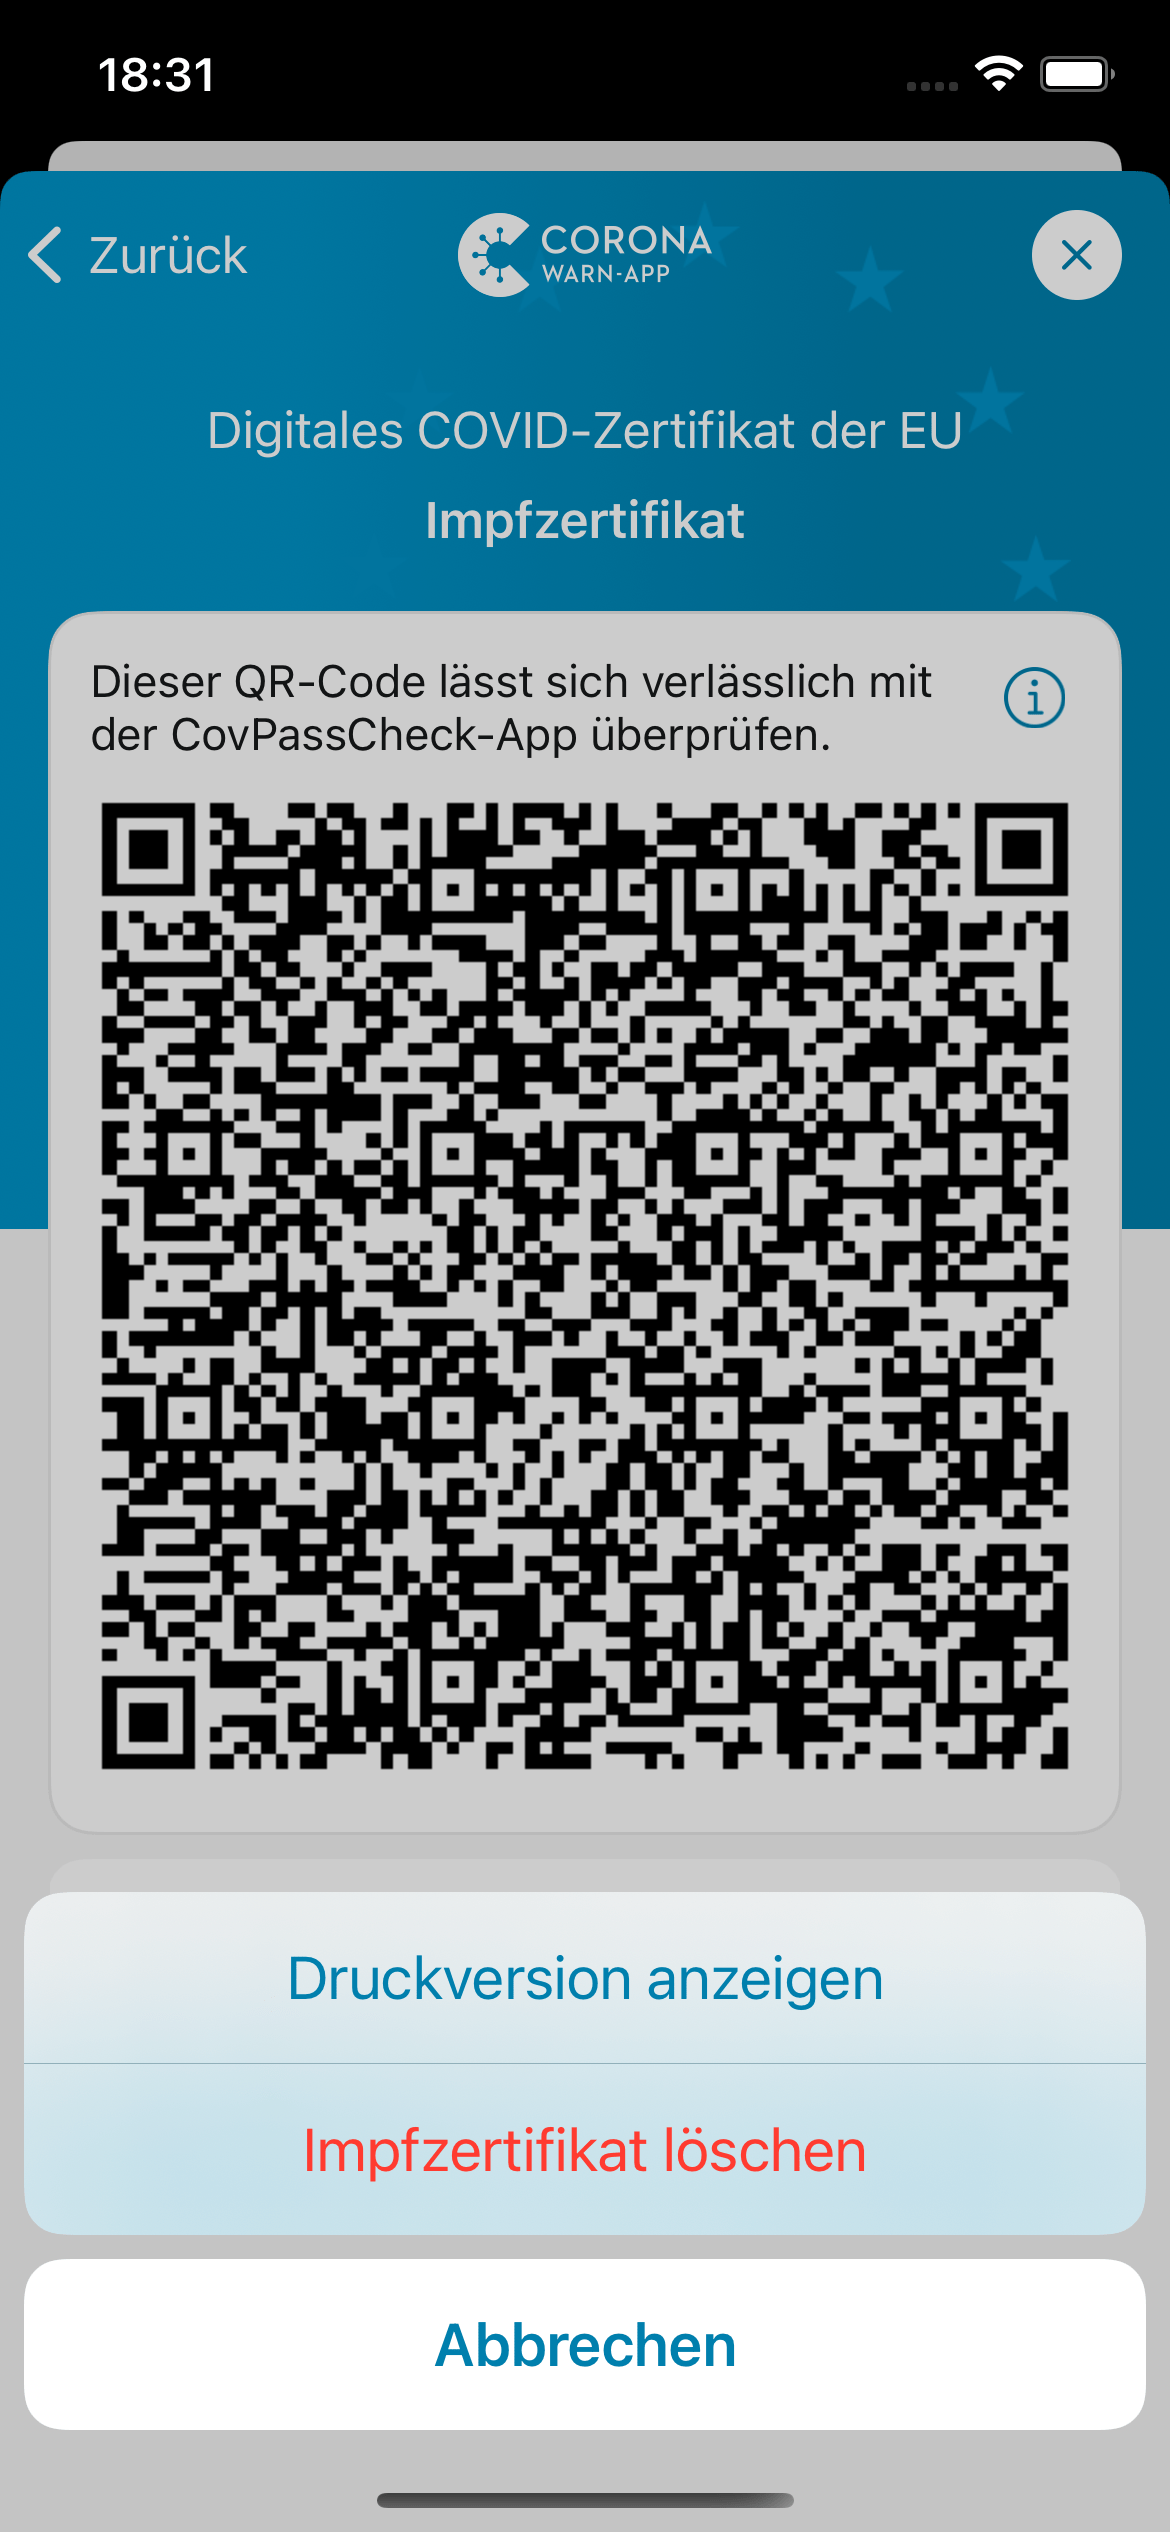 18:31
Zurück
CORONA
WARN-APP
Digitales COVID-Zertifikat der EU
Impfzertifikat
Dieser QR-Code lässt sich verlässlich mit
der CovPassCheck-App überprüfen.
Druckversion anzeigen
Impfzertifikat löschen
Abbrechen